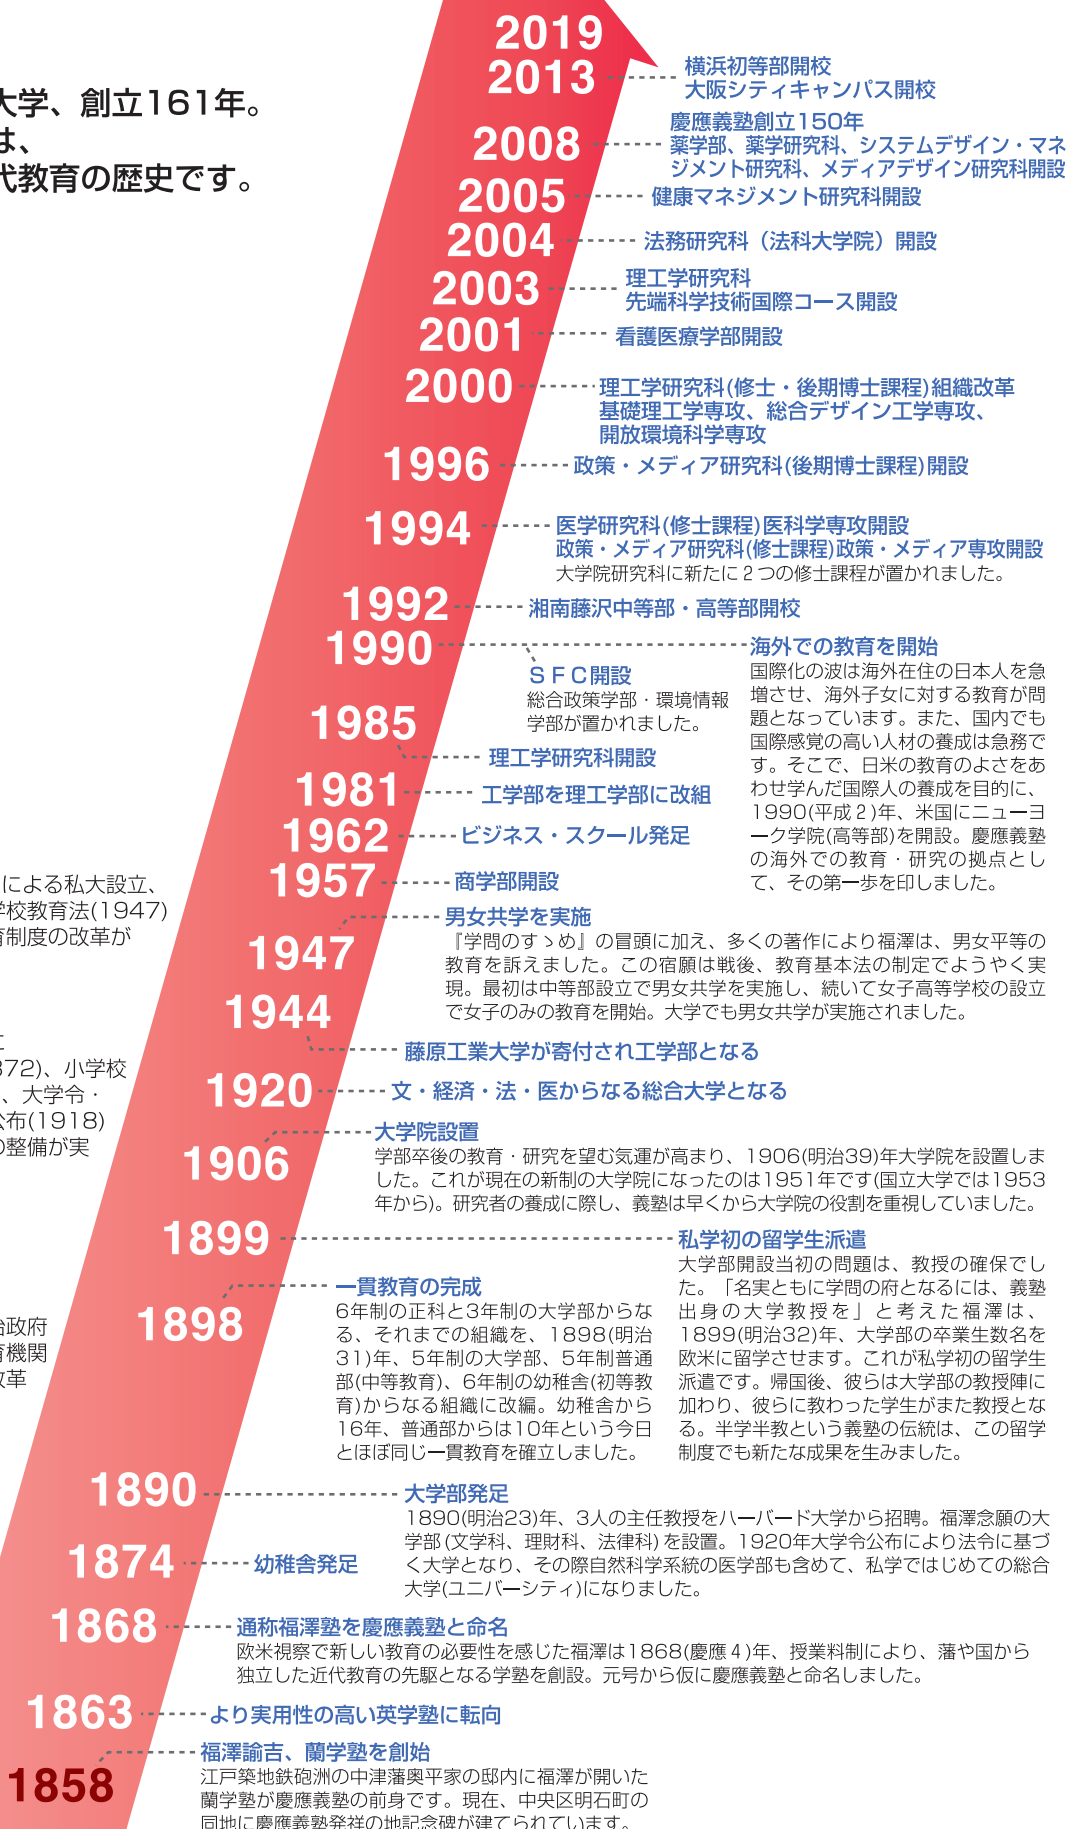 大学、創立161年。
は、
代教育の歴史です。
2019
2013
横浜初等部開校
大阪シティキャンパス開校
2008
慶應義塾創立150年
薬学部、薬学研究科、システムデザイン・マネ
ジメント研究科、メディアデザイン研究科開設
2005
健康マネジメント研究科開設
2004
法務研究科（法科大学院）開設
2003
理工学研究科
先端科学技術国際コース開設
2001
看護医療学部開設
2000
理工学研究科(修士・後期博士課程)組織改革
基礎理工学専攻、総合デザイン工学専攻、
開放環境科学専攻
1996
政策・メディア研究科(後期博士課程)開設
1994
医学研究科(修士課程)医科学専攻開設
政策・メディア研究科(修士課程)政策・メディア専攻開設
大学院研究科に新たに２つの修士課程が置かれました。
1992
湘南藤沢中等部・高等部開校
1990
ＳＦＣ開設
総合政策学部・環境情報
学部が置かれました。
海外での教育を開始
国際化の波は海外在住の日本人を急
増させ、海外子女に対する教育が問
題となっています。また、国内でも
国際感覚の高い人材の養成は急務で
す。そこで、日米の教育のよさをあ
わせ学んだ国際人の養成を目的に、
1990(平成２)年、米国にニューヨ
ーク学院(高等部)を開設。慶應義塾
の海外での教育・研究の拠点とし
て、その第一歩を印しました。
1985
理工学研究科開設
1981
工学部を理工学部に改組
1962
ビジネス・スクール発足
1957
商学部開設
による私大設立、
学校教育法(1947)
育制度の改革が
1947
男女共学を実施
『学問のすゝめ』の冒頭に加え、多くの著作により福澤は、男女平等の
教育を訴えました。この宿願は戦後、教育基本法の制定でようやく実
現。最初は中等部設立で男女共学を実施し、続いて女子高等学校の設立
で女子のみの教育を開始。大学でも男女共学が実施されました。
1944
藤原工業大学が寄付され工学部となる
372)、小学校
、大学令・
公布(1918)
の整備が実
1920
文・経済・法・医からなる総合大学となる
1906
大学院設置
学部卒後の教育・研究を望む気運が高まり、1906(明治39)年大学院を設置しま
した。これが現在の新制の大学院になったのは1951年です(国立大学では1953
年から)。研究者の養成に際し、義塾は早くから大学院の役割を重視していました。
1899
私学初の留学生派遣
大学部開設当初の問題は、教授の確保でし
た。「名実ともに学問の府となるには、義塾
出身の大学教授を」と考えた福澤は、
1899(明治32)年、大学部の卒業生数名を
欧米に留学させます。これが私学初の留学生
派遣です。帰国後、彼らは大学部の教授陣に
加わり、彼らに教わった学生がまた教授とな
る。半学半教という義塾の伝統は、この留学
制度でも新たな成果を生みました。
1898
一貫教育の完成
6年制の正科と3年制の大学部からな
る、それまでの組織を、1898(明治
31)年、5年制の大学部、5年制普通
部(中等教育)、6年制の幼稚舎(初等教
育)からなる組織に改編。幼稚舎から
16年、普通部からは10年という今日
とほぼ同じ一貫教育を確立しました。
治政府
育機関
改革
1890
大学部発足
1890(明治23)年、3人の主任教授をハーバード大学から招聘。福澤念願の大
学部(文学科、理財科、法律科)を設置。1920年大学令公布により法令に基づ
く大学となり、その際自然科学系統の医学部も含めて、私学ではじめての総合
大学(ユニバーシティ)になりました。
1874
幼稚舎発足
1868
通称福澤塾を慶應義塾と命名
欧米視察で新しい教育の必要性を感じた福澤は1868(慶應４)年、授業料制により、藩や国から
独立した近代教育の先駆となる学塾を創設。元号から仮に慶應義塾と命名しました。
1863
より実用性の高い英学塾に転向
1858
福澤諭吉、蘭学塾を創始
江戸築地鉄砲洲の中津藩奥平家の邸内に福澤が開いた
蘭学塾が慶應義塾の前身です。現在、中央区明石町の
同地に慶應義塾発祥の地記念碑が建てられています。